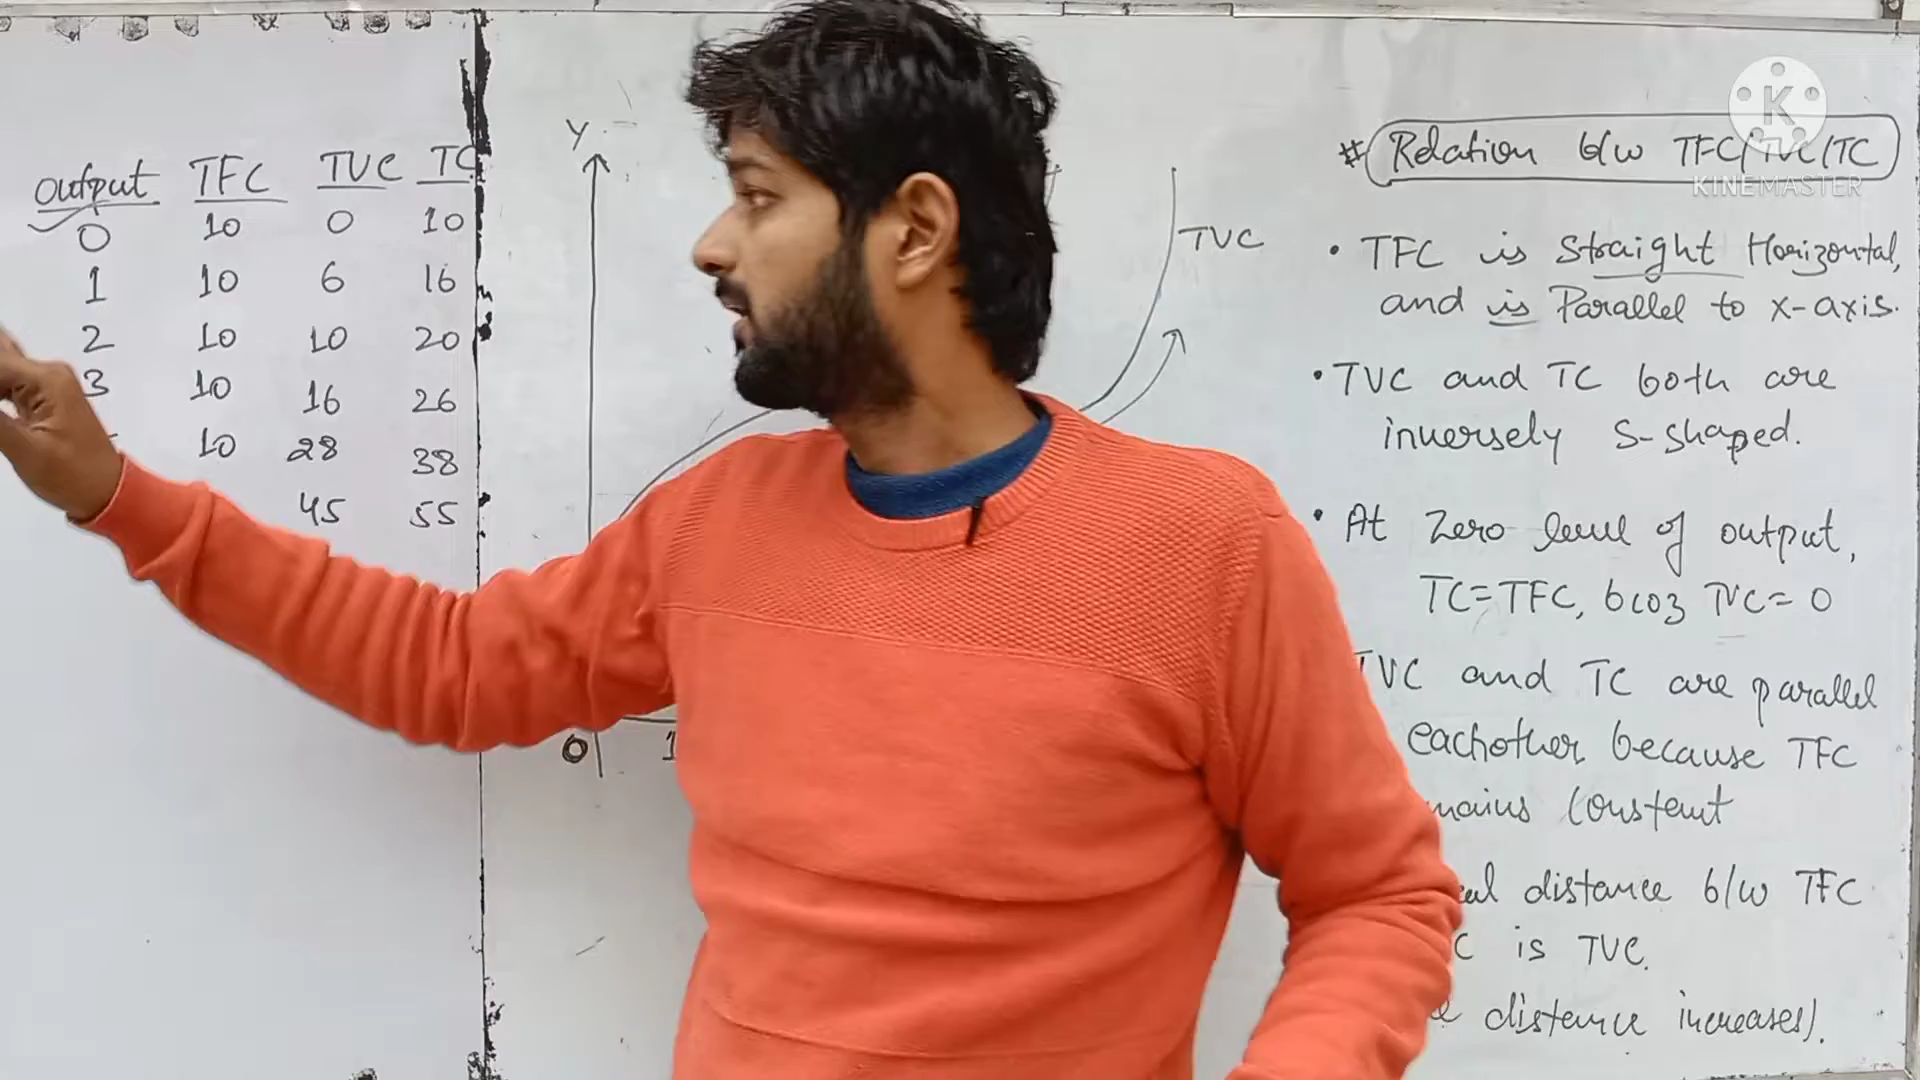 output TFC TVC TC
0 10 0 10
1 10 6 16
2 10 10 20
3 10 16 26
10 28 38
45 55
Y
TVC
0 1
# Relation b/w TFC/TVC/TC
KINEMASTER
• TFC is Straight Horizontal,
and is Parallel to x-axis.
• TVC and TC both are
inversely S-shaped.
• At Zero level of output,
TC=TFC, bcoz TVC=0
TVC and TC are parallel
eachother because TFC
mains Constant
distance b/w TFC
C is TVC.
distance increases).